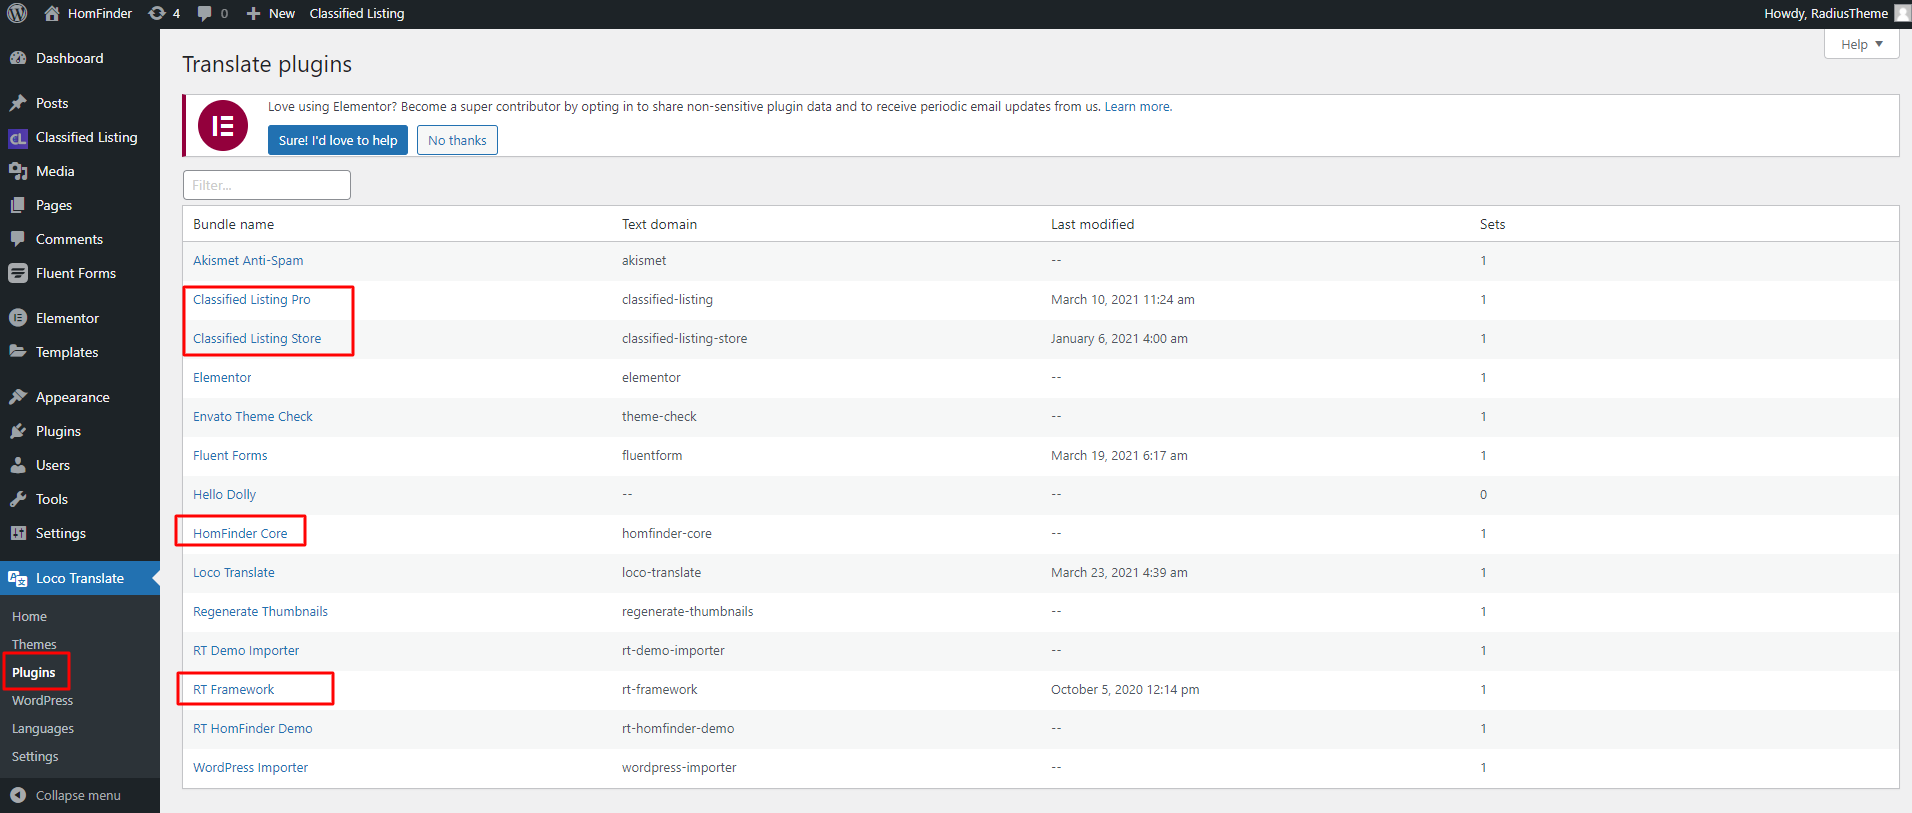 HomFinder 4 0 New Classified Listing Howdy, RadiusTheme
Help
Dashboard
Posts
CL Classified Listing
Media
Pages
Comments
Fluent Forms
Elementor
Templates
Appearance
Plugins
Users
Tools
Settings
Loco Translate
Home
Themes
Plugins
WordPress
Languages
Settings
Collapse menu
Translate plugins
Love using Elementor? Become a super contributor by opting in to share non-sensitive plugin data and to receive periodic email updates from us. Learn more.
Sure! I'd love to help No thanks
Filter...
Bundle name Text domain Last modified Sets
Akismet Anti-Spam akismet -- 1
Classified Listing Pro classified-listing March 10, 2021 11:24 am 1
Classified Listing Store classified-listing-store January 6, 2021 4:00 am 1
Elementor elementor -- 1
Envato Theme Check theme-check -- 1
Fluent Forms fluentform March 19, 2021 6:17 am 1
Hello Dolly -- -- 0
HomFinder Core homfinder-core -- 1
Loco Translate loco-translate March 23, 2021 4:39 am 1
Regenerate Thumbnails regenerate-thumbnails -- 1
RT Demo Importer rt-demo-importer -- 1
RT Framework rt-framework October 5, 2020 12:14 pm 1
RT HomFinder Demo rt-homfinder-demo -- 1
WordPress Importer wordpress-importer -- 1